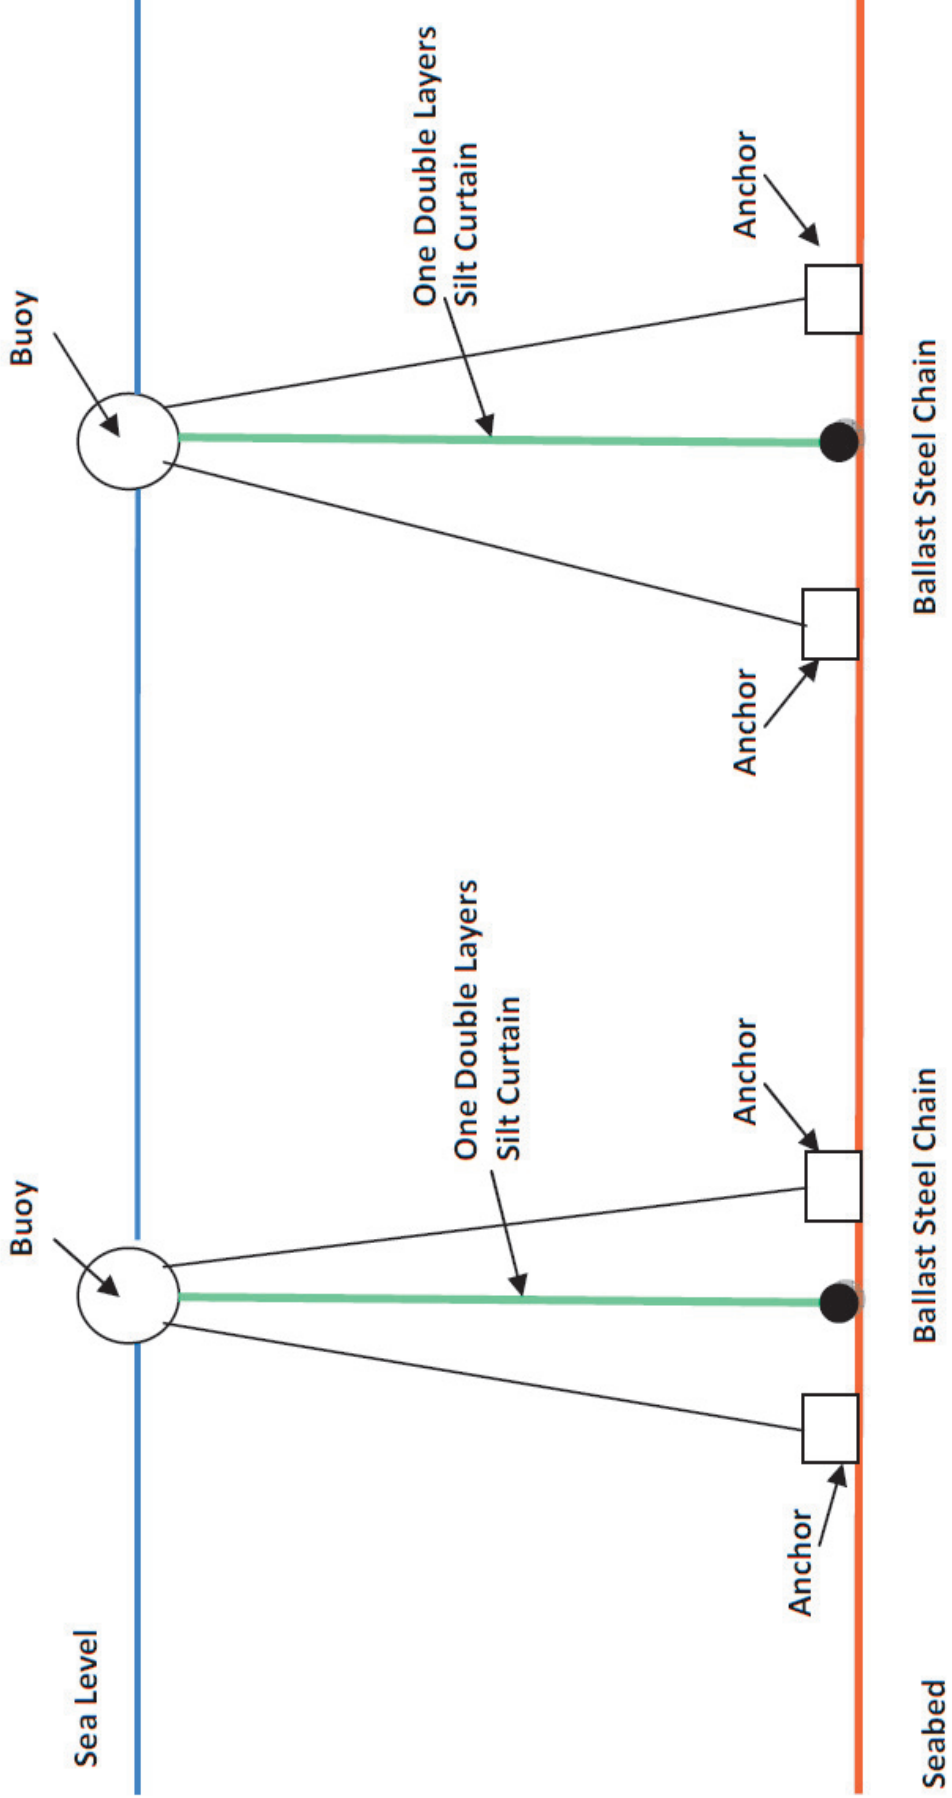 Buoy
Buoy
Sea Level
One Double Layers
Silt Curtain
One Double Layers
Silt Curtain
Anchor
Anchor
Anchor
Anchor
Seabed
Ballast Steel Chain
Ballast Steel Chain